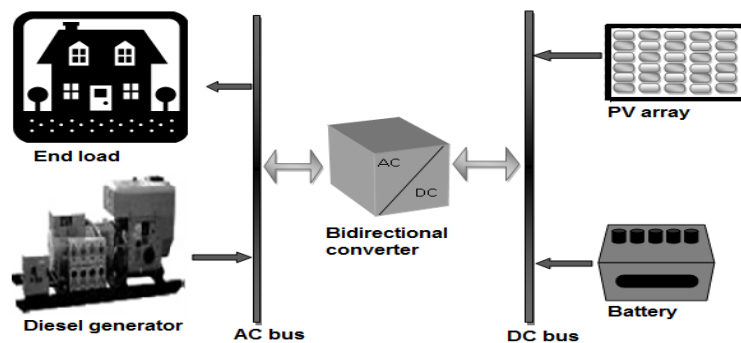 End load
PV array
AC
DC
Bidirectional
converter
Diesel generator
AC bus
DC bus
Battery